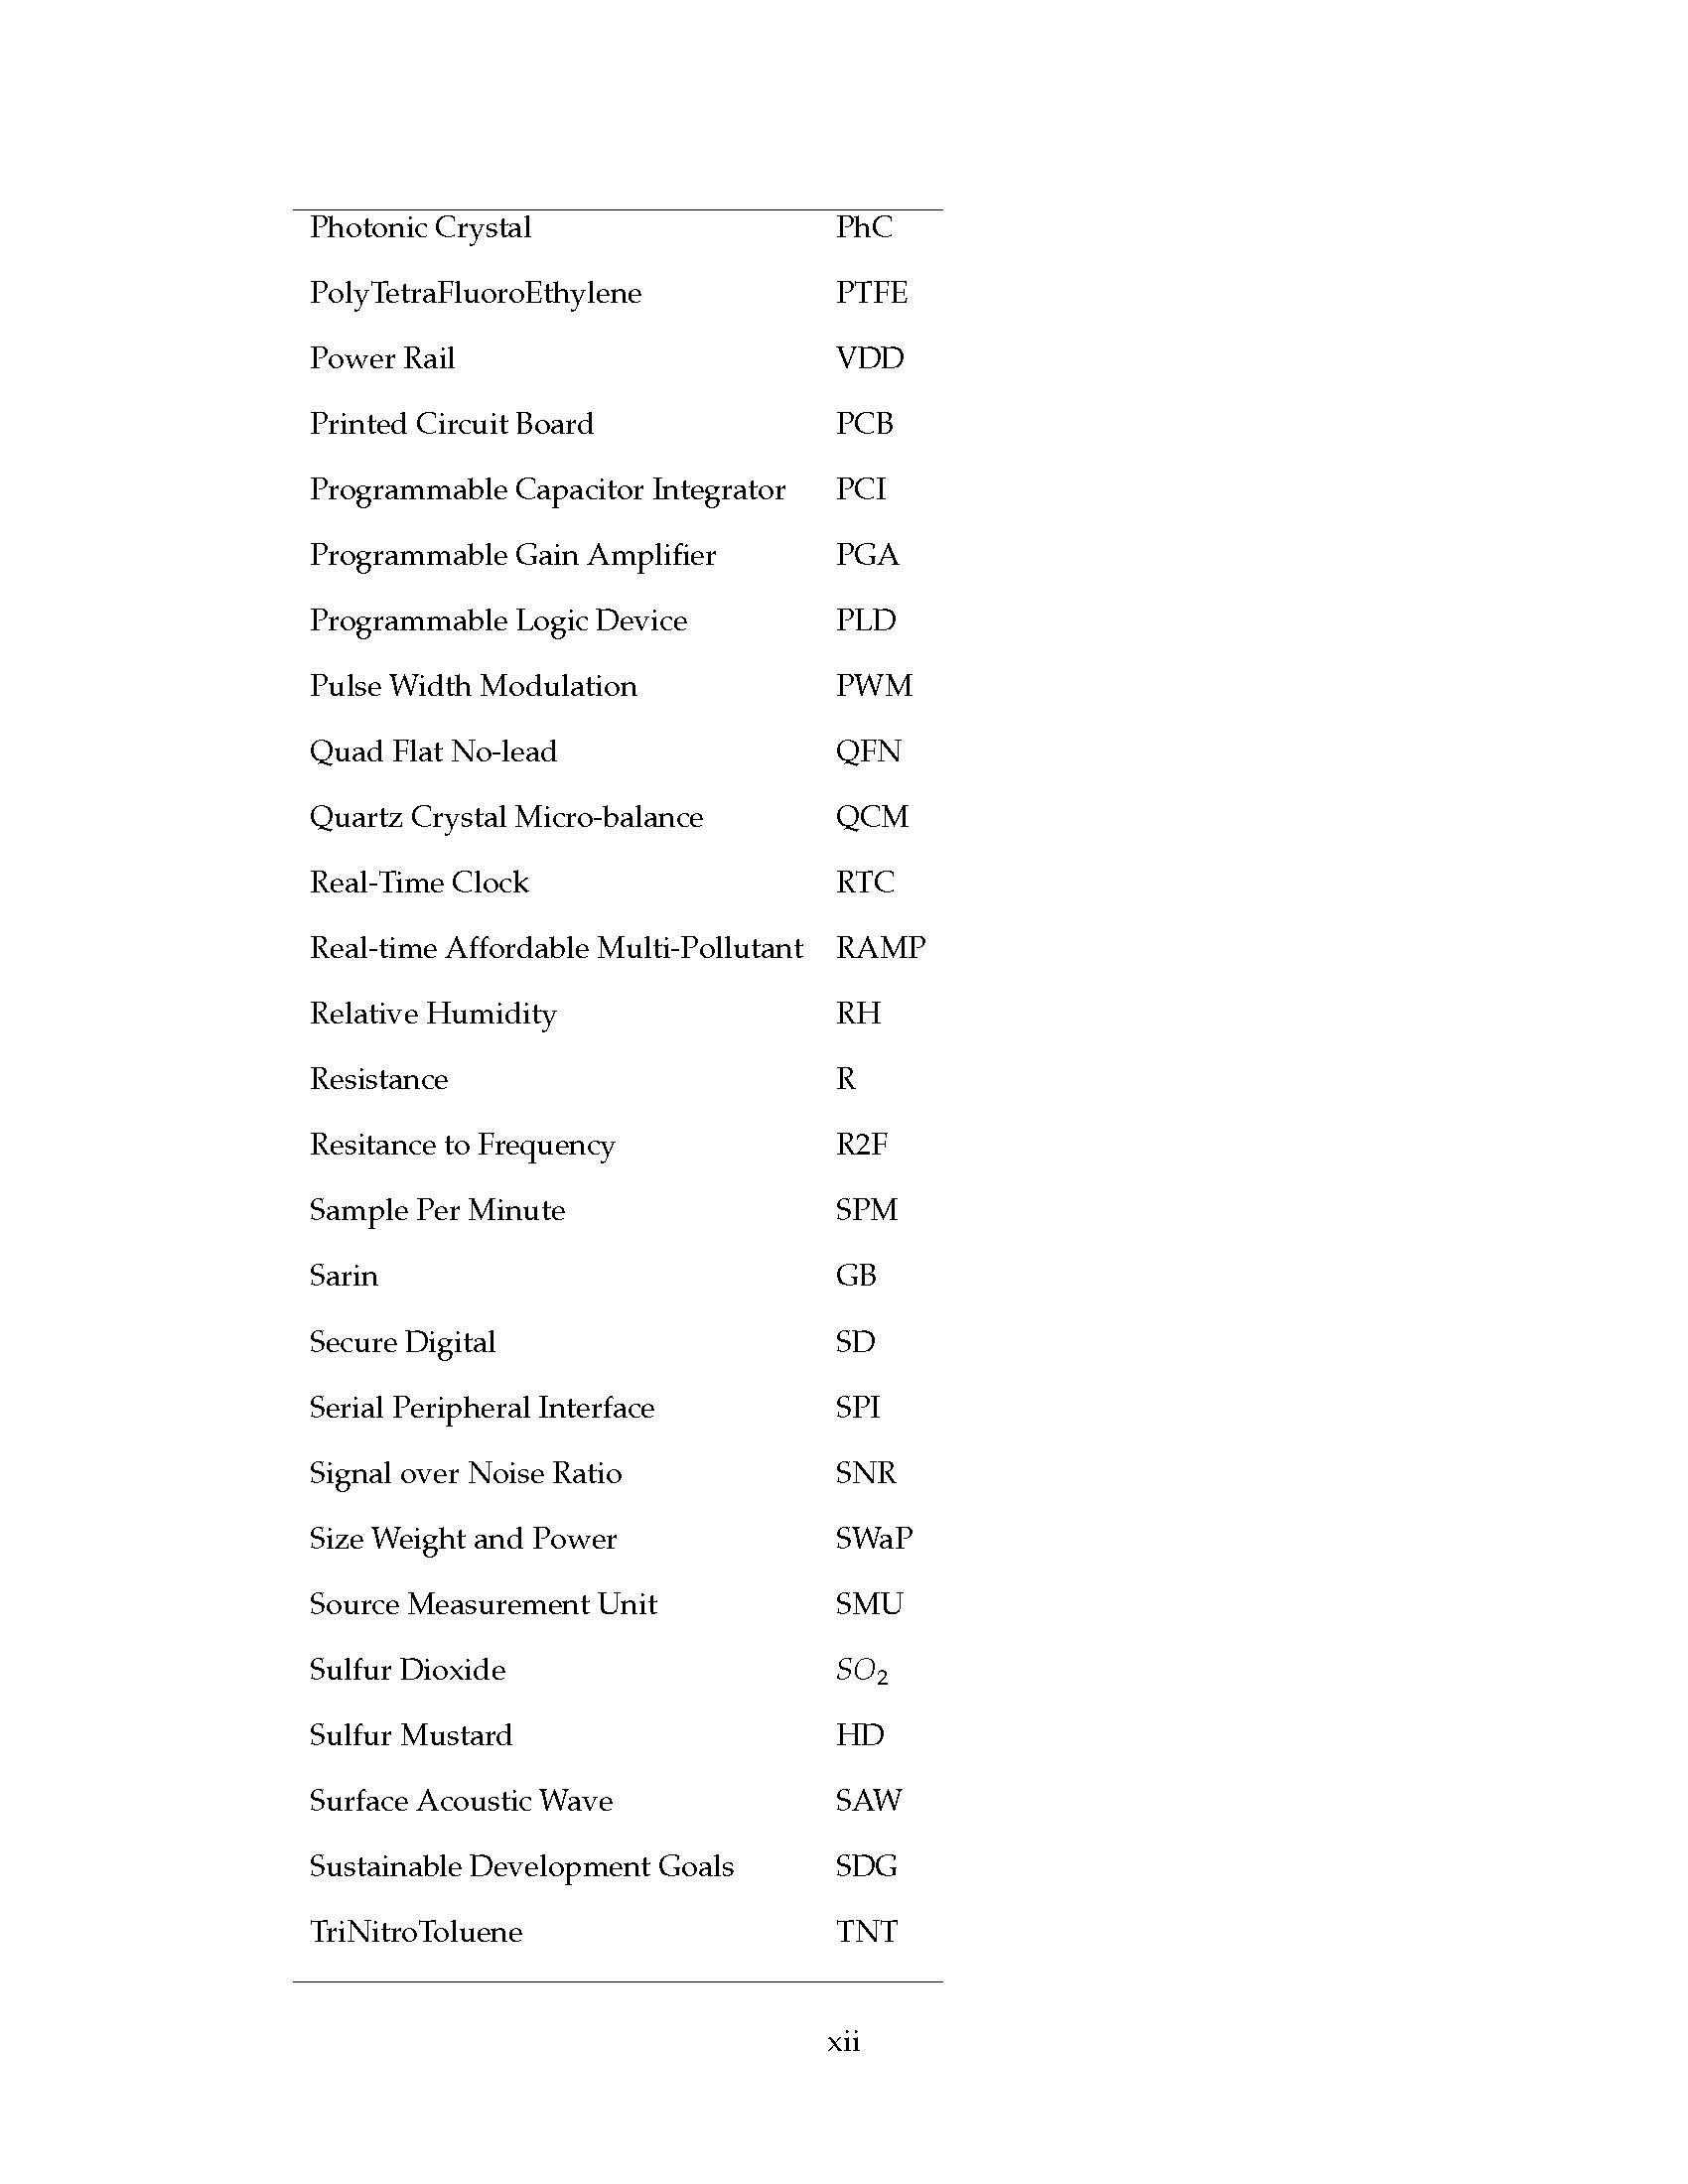 Photonic Crystal PhC
PolyTetraFluoroEthylene PTFE
Power Rail VDD
Printed Circuit Board PCB
Programmable Capacitor Integrator PCI
Programmable Gain Amplifier PGA
Programmable Logic Device PLD
Pulse Width Modulation PWM
Quad Flat No-lead QFN
Quartz Crystal Micro-balance QCM
Real-Time Clock RTC
Real-time Affordable Multi-Pollutant RAMP
Relative Humidity RH
Resistance R
Resitance to Frequency R2F
Sample Per Minute SPM
Sarin GB
Secure Digital SD
Serial Peripheral Interface SPI
Signal over Noise Ratio SNR
Size Weight and Power SWaP
Source Measurement Unit SMU
Sulfur Dioxide SO₂
Sulfur Mustard HD
Surface Acoustic Wave SAW
Sustainable Development Goals SDG
TriNitroToluene TNT
xii